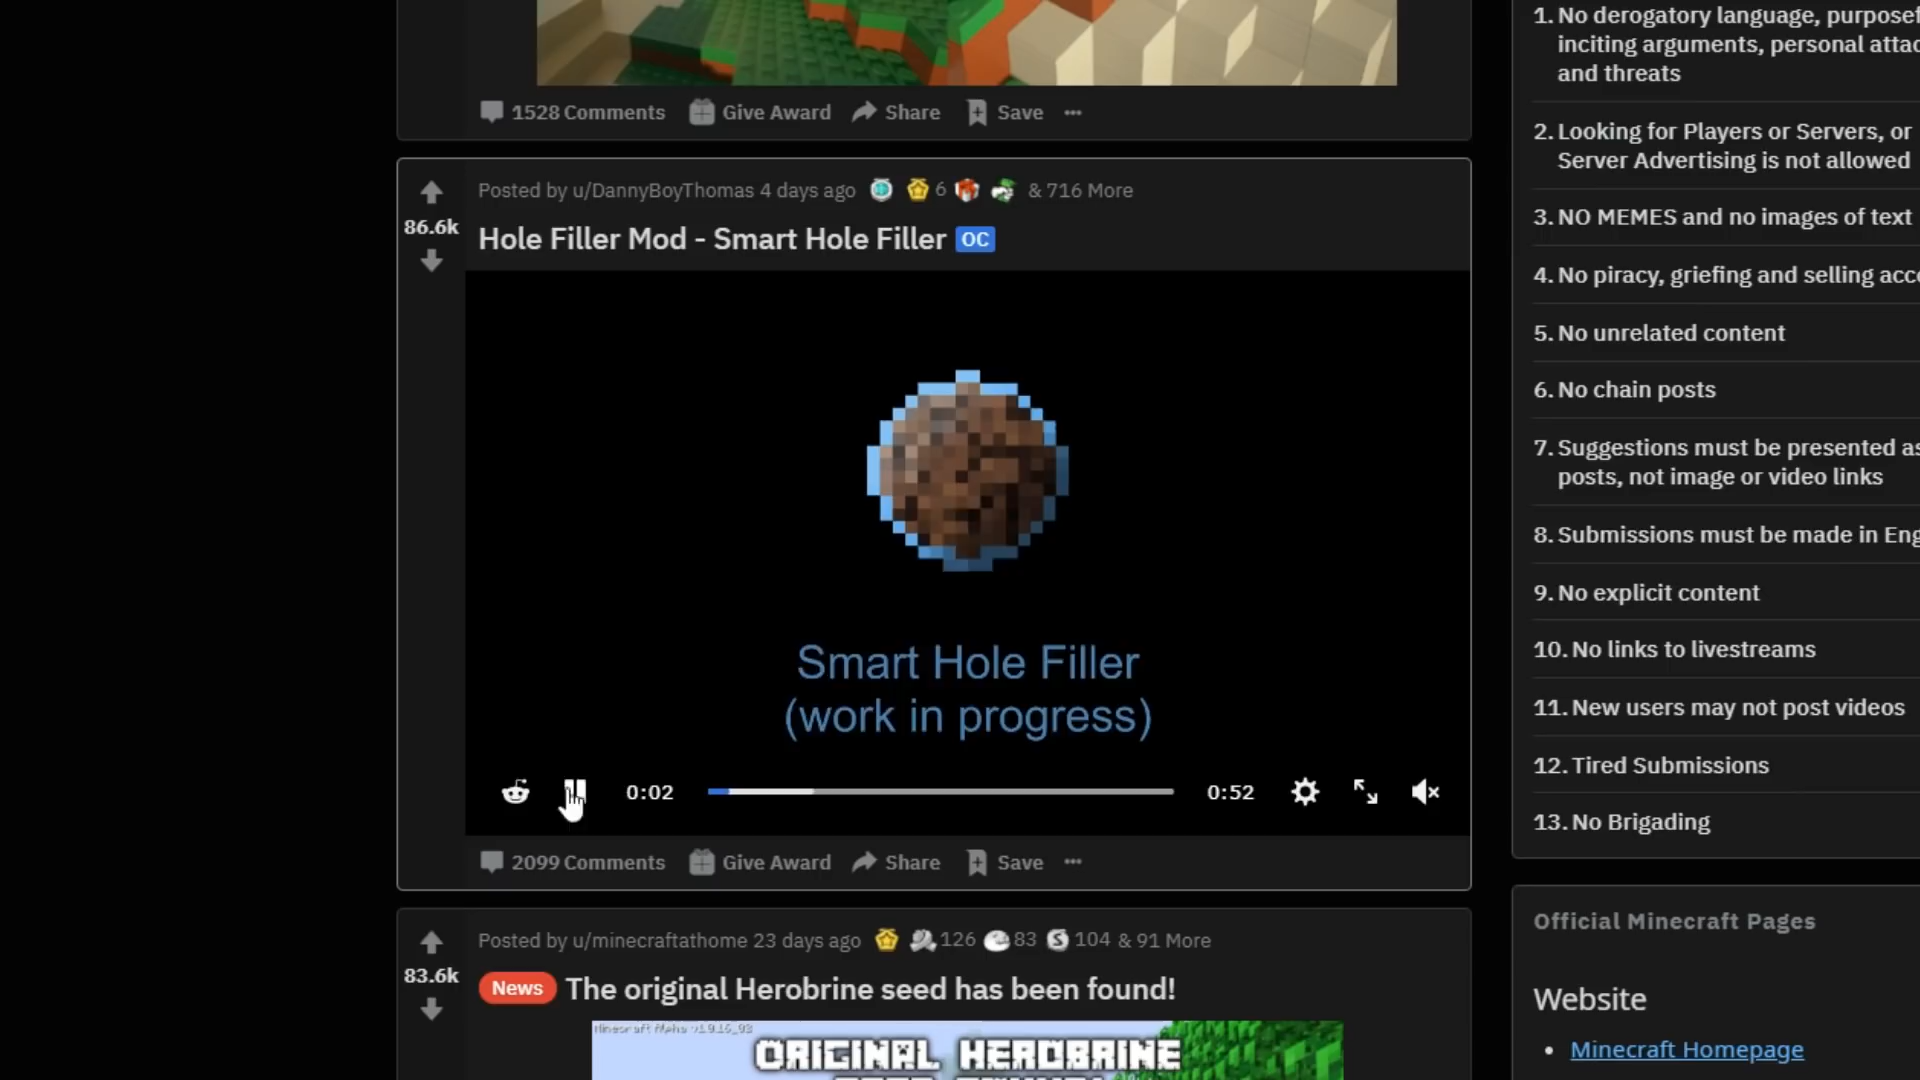 1528 Comments Give Award Share Save
Posted by u/DannyBoyThomas 4 days ago 6 & 716 More
86.6k
Hole Filler Mod - Smart Hole Filler OC
Smart Hole Filler
(work in progress)
0:02 0:52
2099 Comments Give Award Share Save
Posted by u/minecraftathome 23 days ago 126 83 S 104 & 91 More
83.6k
News The original Herobrine seed has been found!
Minecraft Alpha v1.0.16_02
ORIGINAL HEROBRINE
1. No derogatory language,
inciting arguments, personal
and threats
2. Looking for Players or Servers, or
Server Advertising is not allowed
3. NO MEMES and no images of text
4. No piracy, griefing and selling
5. No unrelated content
6. No chain posts
7. Suggestions must be presented as
posts, not image or video links
8. Submissions must be made in
9. No explicit content
10. No links to livestreams
11. New users may not post videos
12. Tired Submissions
13. No Brigading
Official Minecraft Pages
Website
Minecraft Homepage